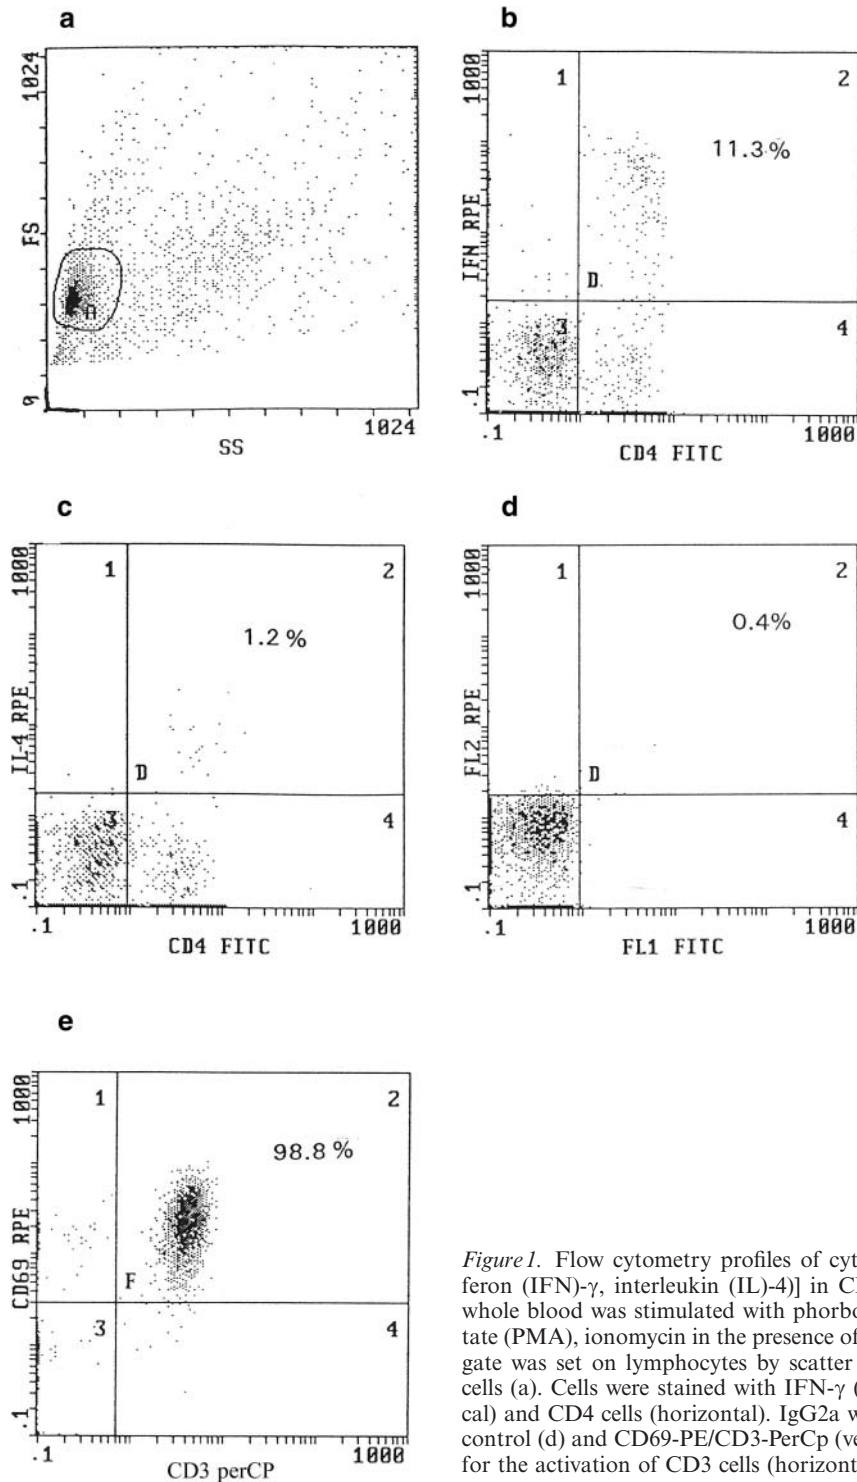 a
1024
FS
SS
1024
b
1000
IFN RPE
1
2
11.3%
D
3
4
.1
.1
1000
CD4 FITC
c
1000
IL-4 RPE
1
2
1.2 %
D
3
4
.1
.1
1000
CD4 FITC
d
1000
FL2 RPE
1
2
0.4%
D
3
4
.1
.1
1000
FL1 FITC
e
1000
CD69 RPE
1
2
98.8 %
F
3
4
.1
.1
1000
CD3 perCP
Figure 1. Flow cytometry profiles of cyt
feron (IFN)-γ, interleukin (IL)-4)] in C
whole blood was stimulated with phorbo
tate (PMA), ionomycin in the presence of
gate was set on lymphocytes by scatter
cells (a). Cells were stained with IFN-γ (
cal) and CD4 cells (horizontal). IgG2a w
control (d) and CD69-PE/CD3-PerCp (ve
for the activation of CD3 cells (horizont